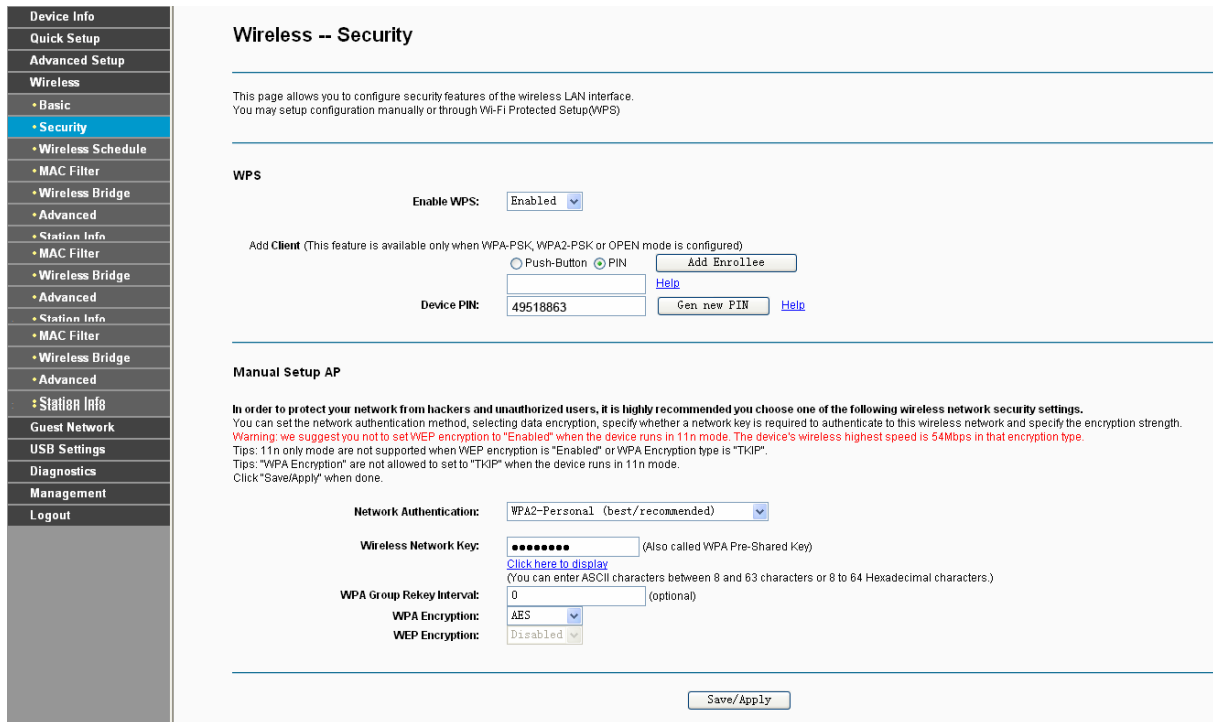 Device Info
Quick Setup
Advanced Setup
Wireless
• Basic
• Security
• Wireless Schedule
• MAC Filter
• Wireless Bridge
• Advanced
• Station Info
• MAC Filter
• Wireless Bridge
• Advanced
• Station Info
• MAC Filter
• Wireless Bridge
• Advanced
• Station Info
Guest Network
USB Settings
Diagnostics
Management
Logout
Wireless -- Security
This page allows you to configure security features of the wireless LAN interface.
You may setup configuration manually or through Wi-Fi Protected Setup(WPS)
WPS
Enable WPS: Enabled
Add Client (This feature is available only when WPA-PSK, WPA2-PSK or OPEN mode is configured)
Push-Button PIN Add Enrollee
Help
Device PIN: 49518863 Gen new PIN Help
Manual Setup AP
In order to protect your network from hackers and unauthorized users, it is highly recommended you choose one of the following wireless network security settings.
You can set the network authentication method, selecting data encryption, specify whether a network key is required to authenticate to this wireless network and specify the encryption strength.
Warning: we suggest you not to set WEP encryption to "Enabled" when the device runs in 11n mode. The device's wireless highest speed is 54Mbps in that encryption type.
Tips: 11n only mode are not supported when WEP encryption is "Enabled" or WPA Encryption type is "TKIP".
Tips: "WPA Encryption" are not allowed to set to "TKIP" when the device runs in 11n mode.
Click "Save/Apply" when done.
Network Authentication: WPA2-Personal (best/recommended)
Wireless Network Key: ●●●●●●●● (Also called WPA Pre-Shared Key)
Click here to display
(You can enter ASCII characters between 8 and 63 characters or 8 to 64 Hexadecimal characters.)
WPA Group Rekey Interval: 0 (optional)
WPA Encryption: AES
WEP Encryption: Disabled
Save/Apply